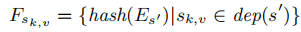 F_{s_{k,v}} = {hash(E_{s'})|s_{k,v} ∈ dep(s')}